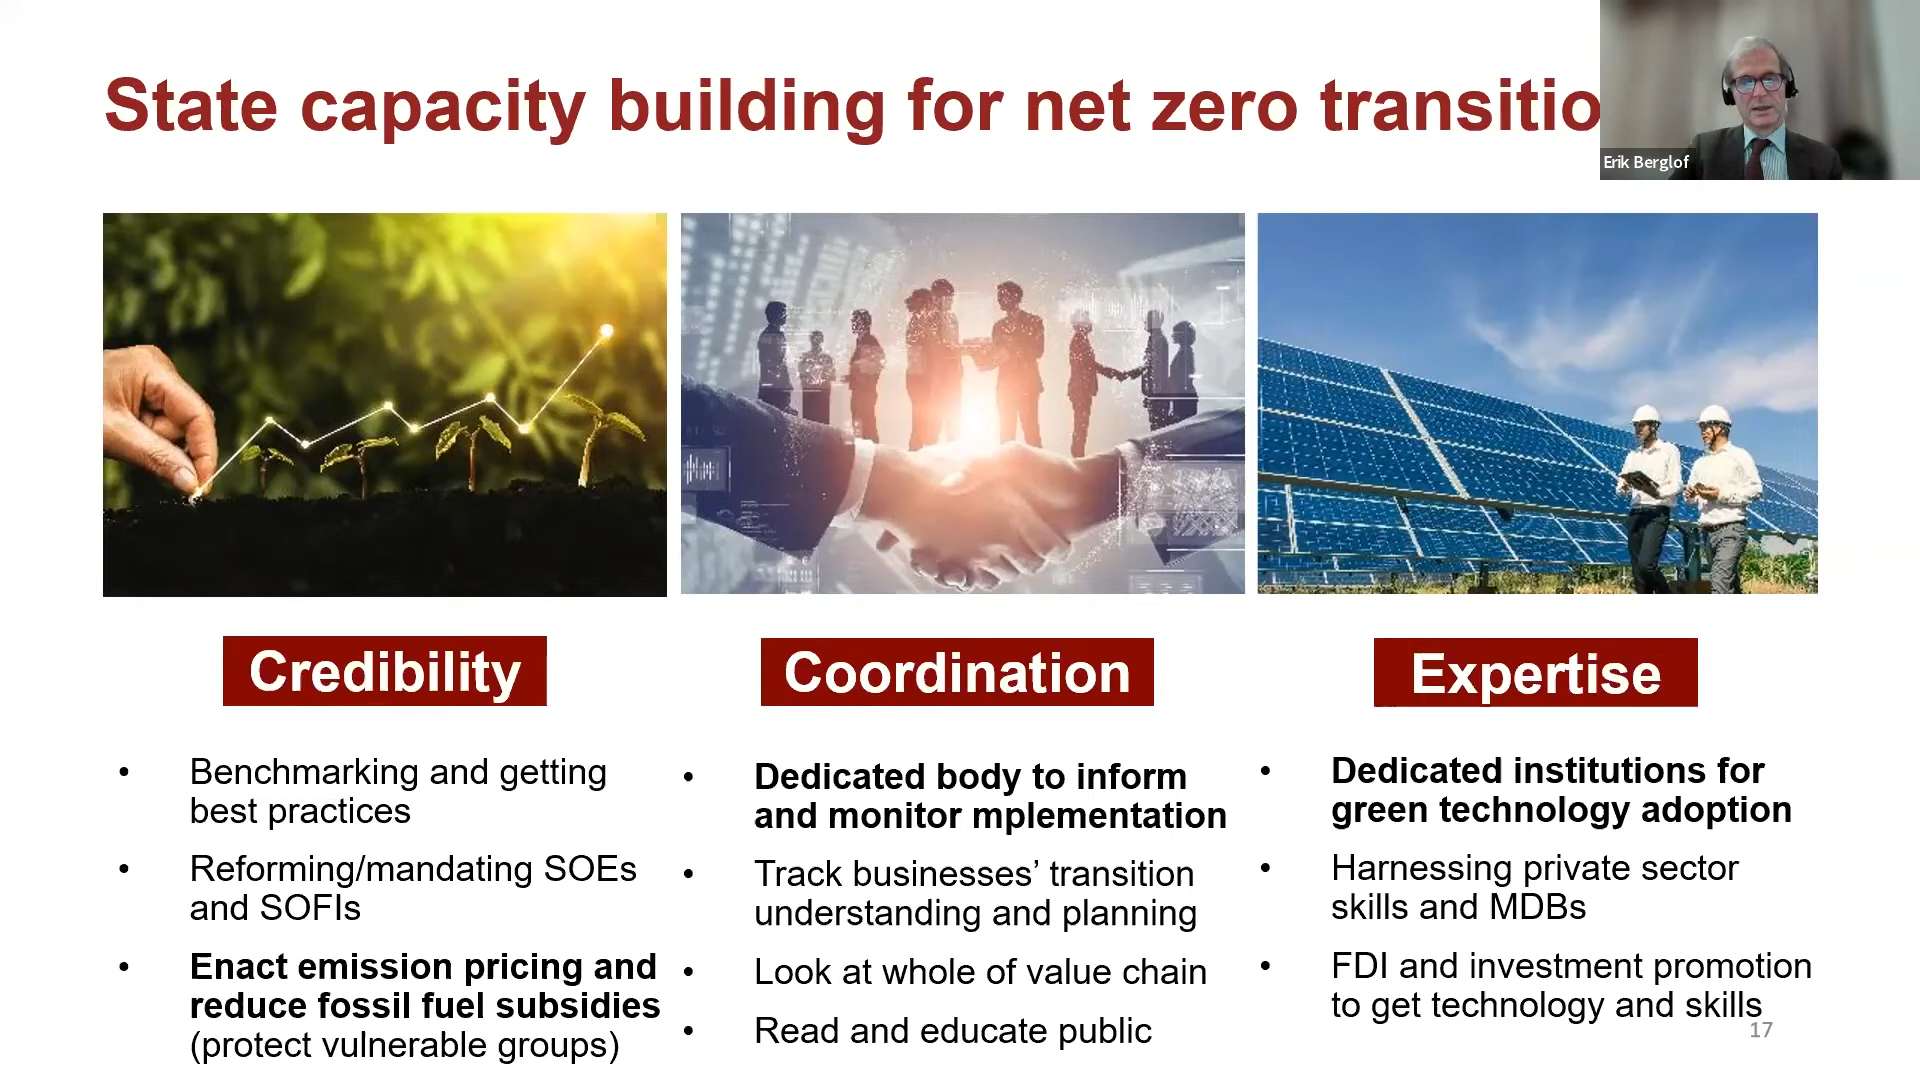 State capacity building for net zero transitio
Erik Berglof
Credibility
• Benchmarking and getting
best practices
• Reforming/mandating SOEs
and SOFIs
• Enact emission pricing and
reduce fossil fuel subsidies
(protect vulnerable groups)
Coordination
• Dedicated body to inform
and monitor mplementation
• Track businesses’ transition
understanding and planning
• Look at whole of value chain
• Read and educate public
Expertise
• Dedicated institutions for
green technology adoption
• Harnessing private sector
skills and MDBs
• FDI and investment promotion
to get technology and skills
17